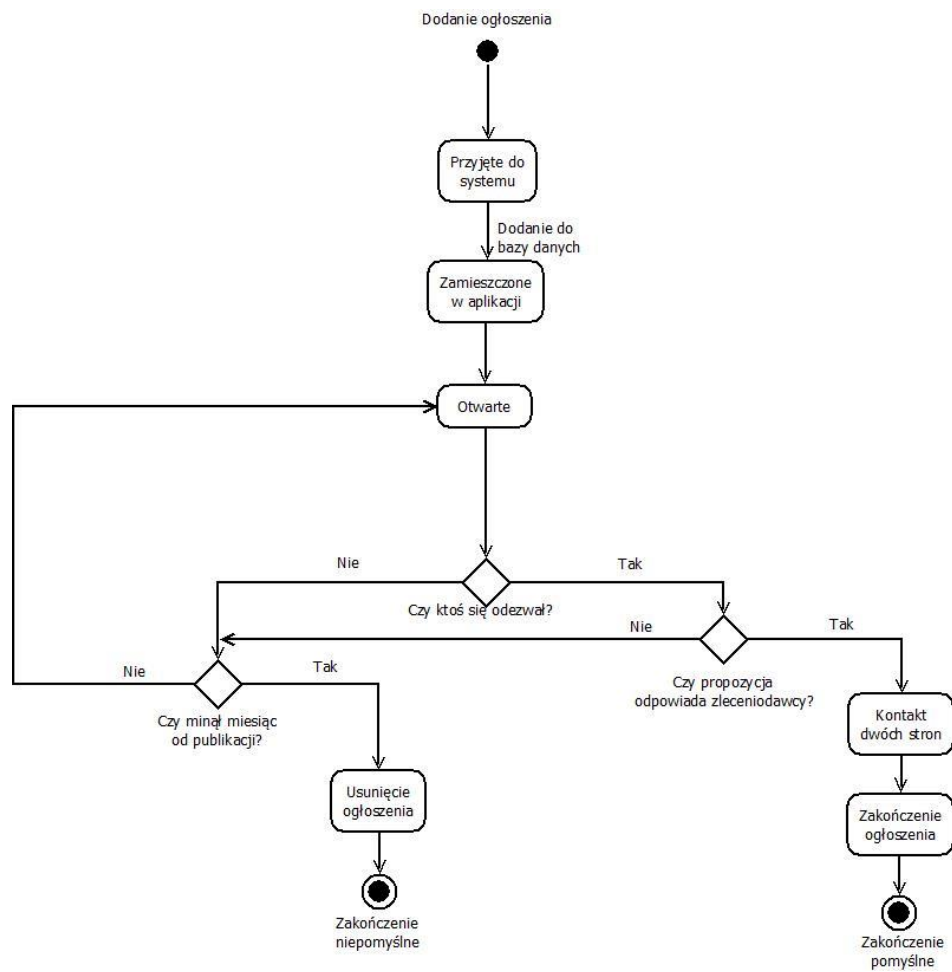 Dodanie ogłoszenia
Przyjęte do
systemu
Dodanie do
bazy danych
Zamieszczone
w aplikacji
Otwarte
Nie
Tak
Czy ktoś się odezwał?
Nie
Tak
Nie
Tak
Czy propozycja
odpowiada zleceniodawcy?
Czy minął miesiąc
od publikacji?
Kontakt
dwóch stron
Usunięcie
ogłoszenia
Zakończenie
ogłoszenia
Zakończenie
niepomyślne
Zakończenie
pomyślne